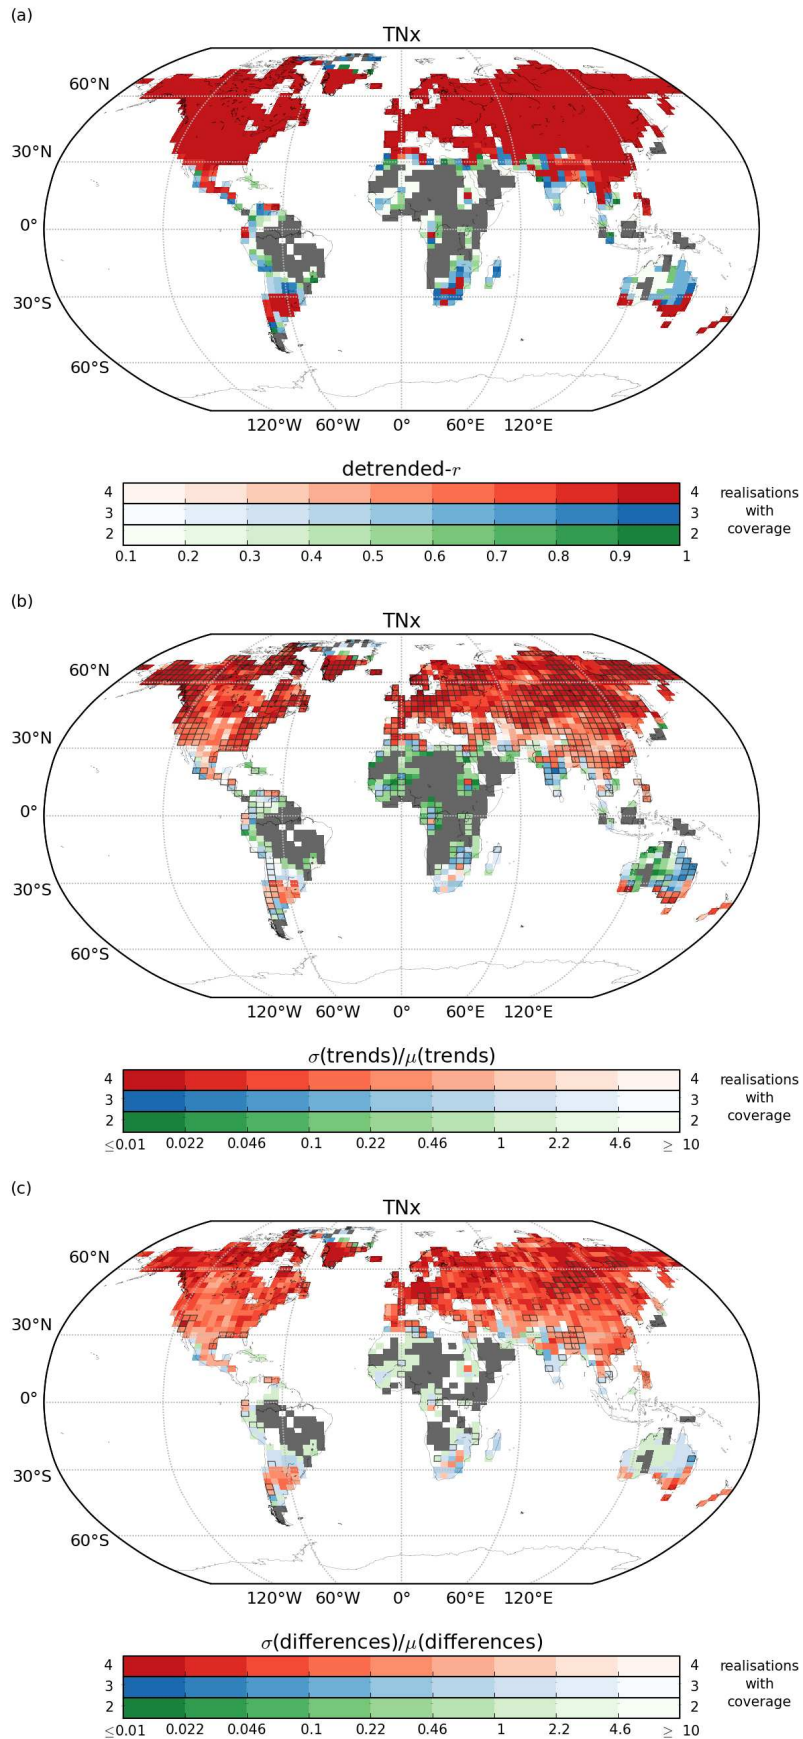 (a)
TNx
60°N
30°N
0°
30°S
60°S
120°W 60°W 0° 60°E 120°E
detrended-r
4 4 realisations
3 3 with
2 2 coverage
0.1 0.2 0.3 0.4 0.5 0.6 0.7 0.8 0.9 1
(b)
TNx
60°N
30°N
0°
30°S
60°S
120°W 60°W 0° 60°E 120°E
σ(trends)/μ(trends)
4 4 realisations
3 3 with
2 2 coverage
≤0.01 0.022 0.046 0.1 0.22 0.46 1 2.2 4.6 ≥ 10
(c)
TNx
60°N
30°N
0°
30°S
60°S
120°W 60°W 0° 60°E 120°E
σ(differences)/μ(differences)
4 4 realisations
3 3 with
2 2 coverage
≤0.01 0.022 0.046 0.1 0.22 0.46 1 2.2 4.6 ≥ 10